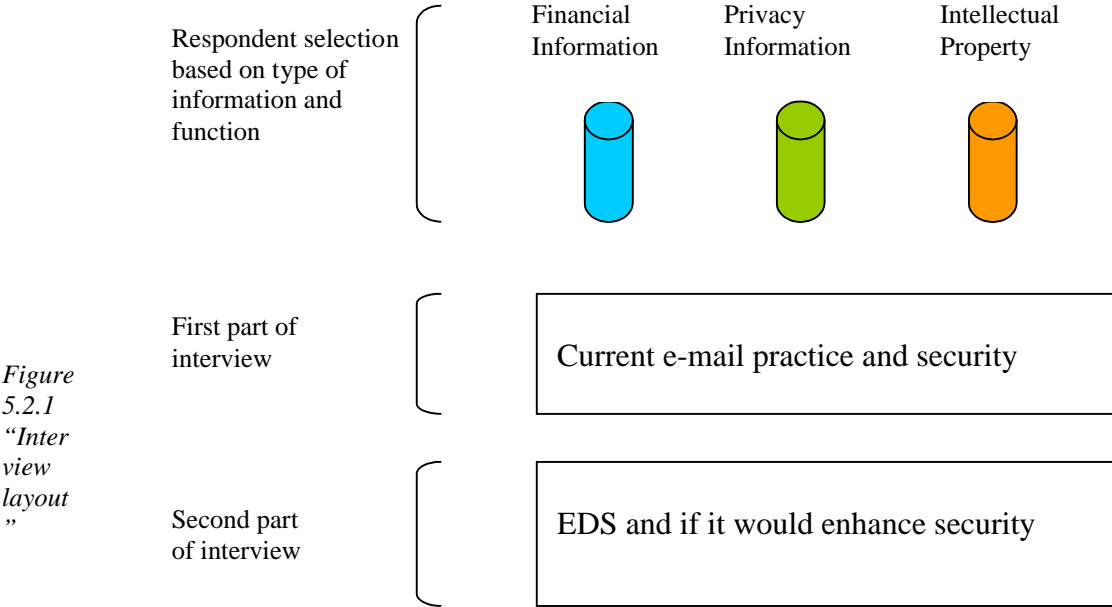 Respondent selection
based on type of
information and
function
Financial
Information
Privacy
Information
Intellectual
Property
First part of
interview
Current e-mail practice and security
Second part
of interview
EDS and if it would enhance security
Figure
5.2.1
“Inter
view
layout
”